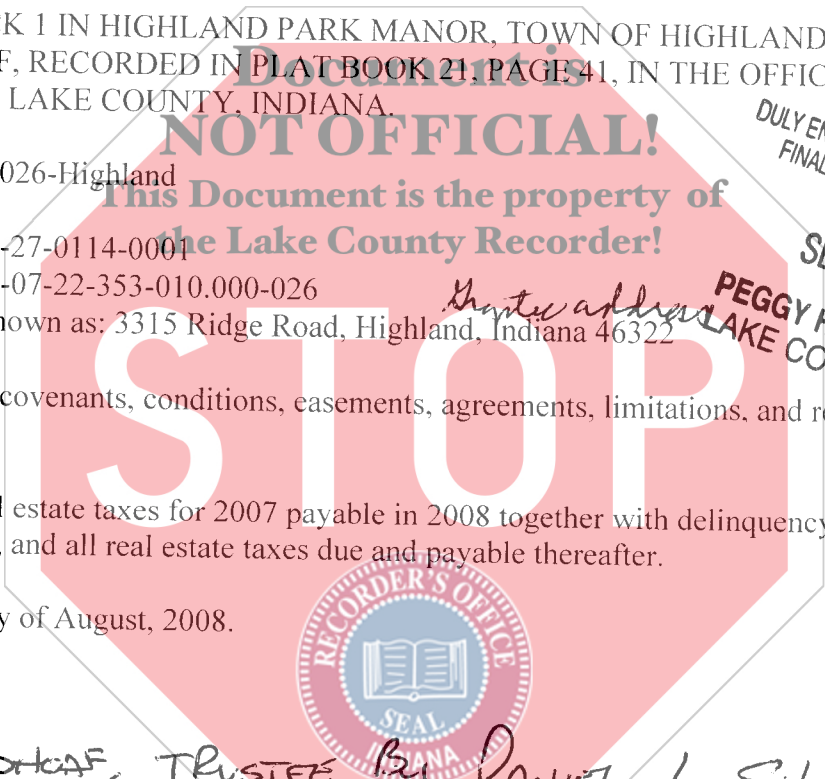 CK 1 IN HIGHLAND PARK MANOR, TOWN OF HIGHLAND
F, RECORDED IN PLAT BOOK 21, PAGE 41, IN THE OFFIC
LAKE COUNTY, INDIANA.
Document is
NOT OFFICIAL!
This Document is the property of
the Lake County Recorder!
DULY EN
FINAL
026-Highland
-27-0114-0001
-07-22-353-010.000-026
own as: 3315 Ridge Road, Highland, Indiana 46322
Grantee address
PEGGY H
LAKE CO
STOP
covenants, conditions, easements, agreements, limitations, and re
estate taxes for 2007 payable in 2008 together with delinquency
and all real estate taxes due and payable thereafter.
y of August, 2008.
RECORDER'S OFFICE
SEAL
INDIANA
TRUSTEE By